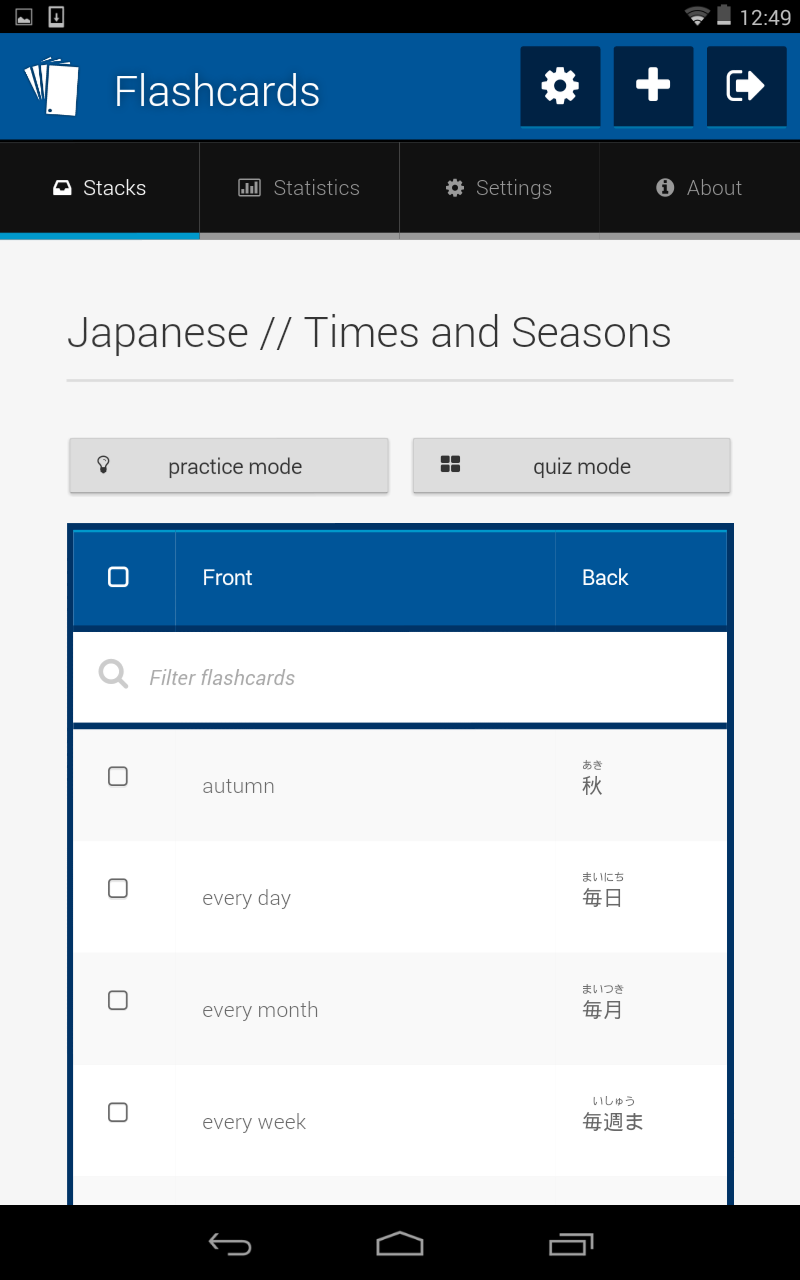 12:49
Flashcards
Stacks
Statistics
Settings
About
Japanese // Times and Seasons
practice mode
quiz mode
Front
Back
Filter flashcards
autumn
あき
秋
every day
まいにち
毎日
every month
まいつき
毎月
every week
いしゅう
毎週ま